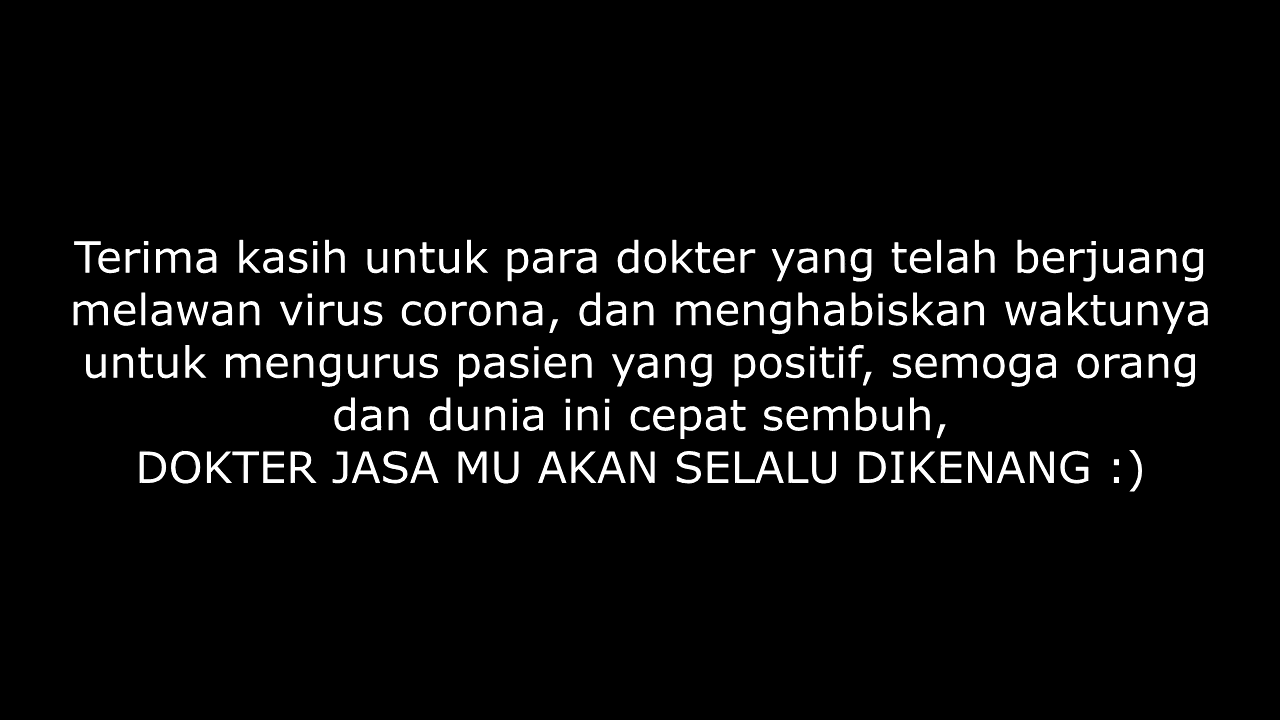 Terima kasih untuk para dokter yang telah berjuang
melawan virus corona, dan menghabiskan waktunya
untuk mengurus pasien yang positif, semoga orang
dan dunia ini cepat sembuh,
DOKTER JASA MU AKAN SELALU DIKENANG :)